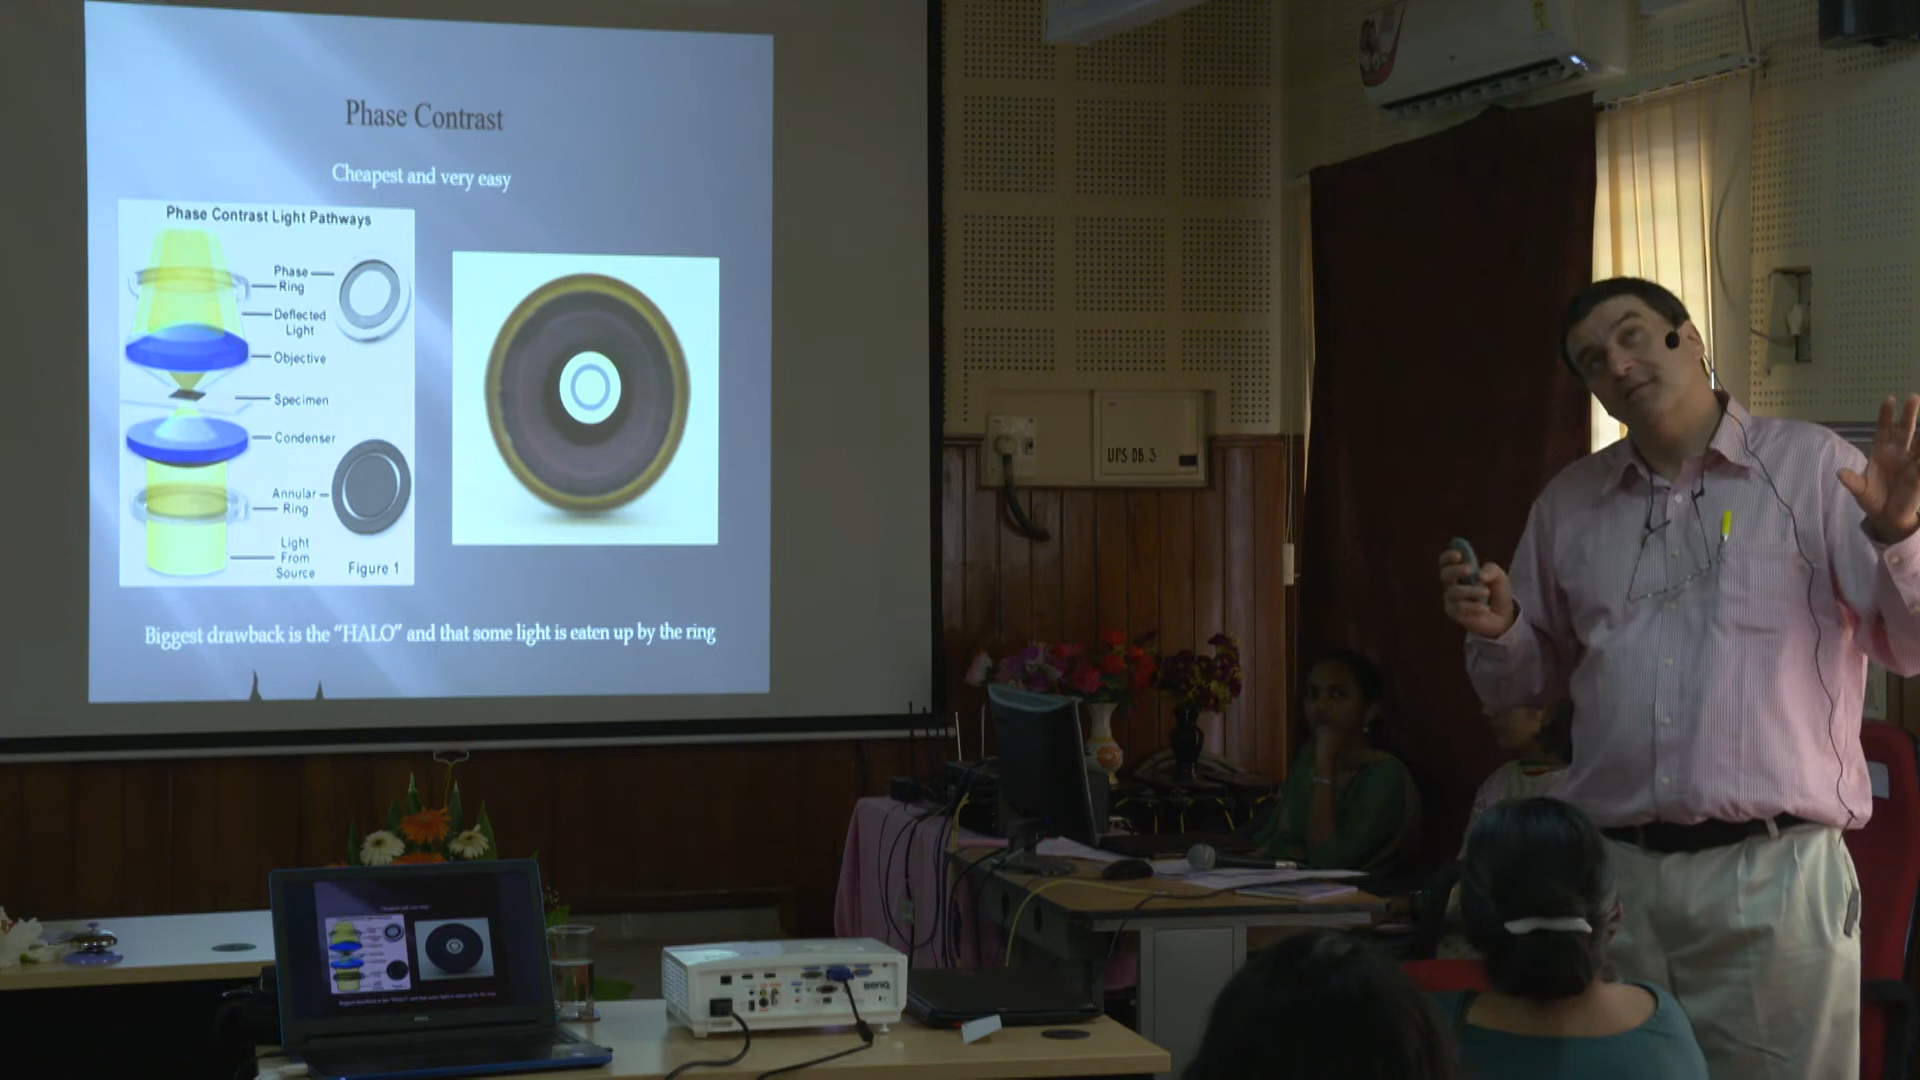 Phase Contrast
Cheapest and very easy
Phase Contrast Light Pathways
Phase
Ring
Deflected
Light
Objective
Specimen
Condenser
Annular
Ring
Light
From
Source
Figure 1
Biggest drawback is the “HALO” and that some light is eaten up by the ring
UPS DB. 3
BenQ
DELL